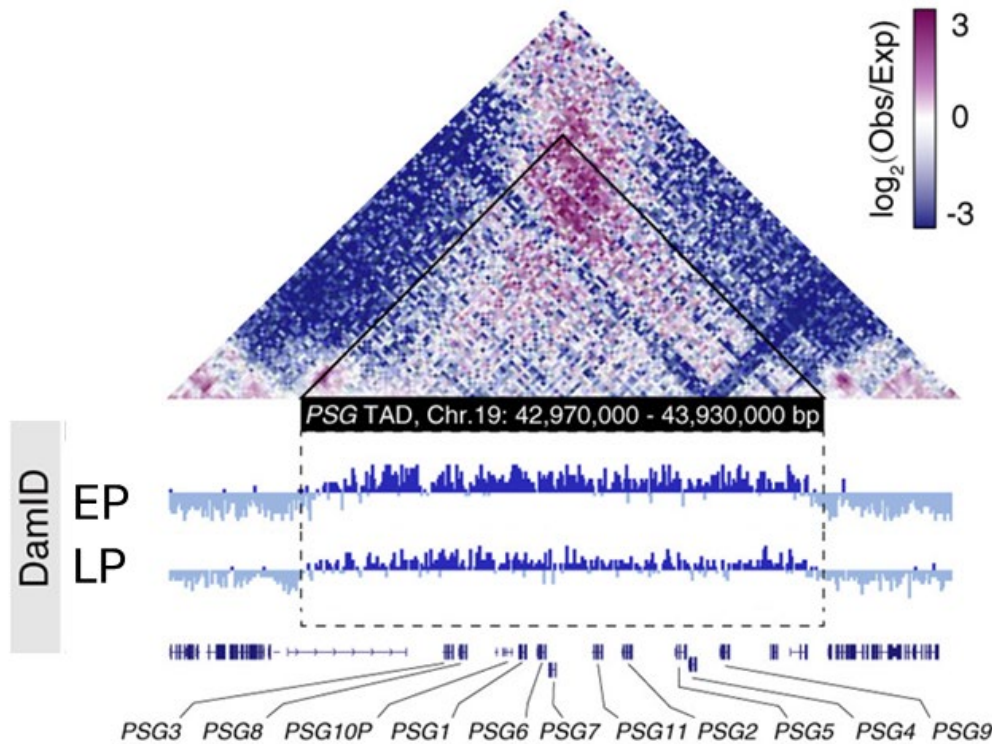 3
0
-3
log2(Obs/Exp)
PSG TAD, Chr.19: 42,970,000 - 43,930,000 bp
DamID
EP
LP
PSG3 PSG8 PSG10P PSG1 PSG6 PSG7 PSG11 PSG2 PSG5 PSG4 PSG9